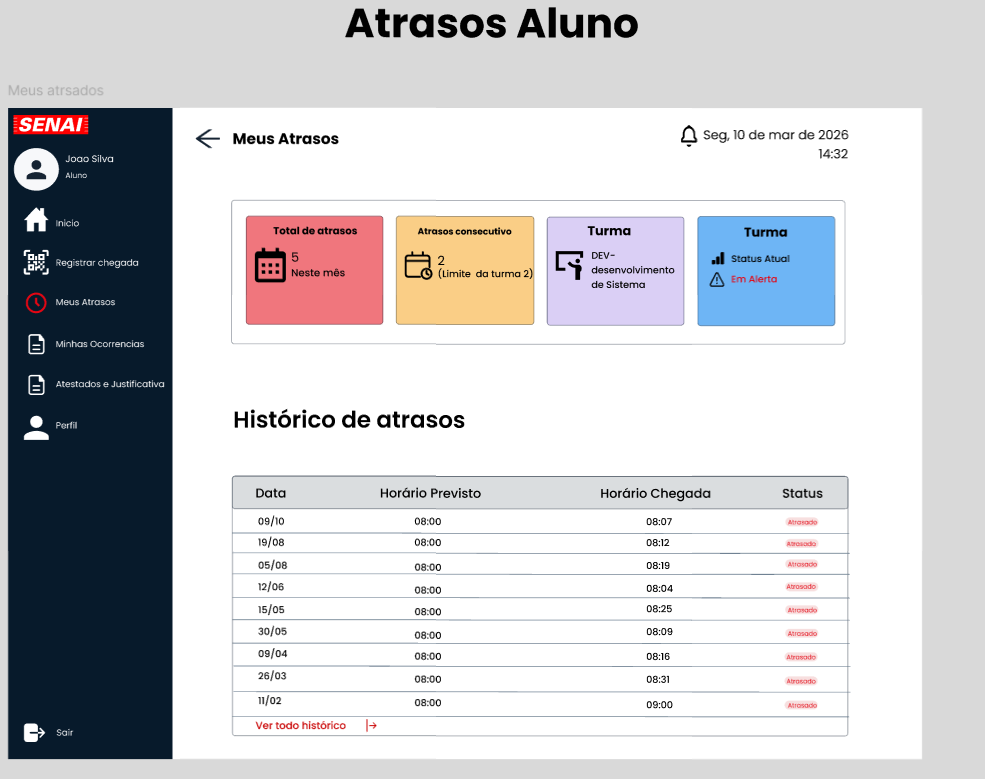 Atrasos Aluno
Meus atrsados
SENAI
Joao Silva
Aluno
Inicio
Registrar chegada
Meus Atrasos
Minhas Ocorrencias
Atestados e Justificativa
Perfil
Sair
Meus Atrasos
Seg, 10 de mar de 2026
14:32
Total de atrasos
5
Neste mês
Atrasos consecutivo
2
(Limite da turma 2)
Turma
DEV-
desenvolvimento
de Sistema
Turma
Status Atual
Em Alerta
Histórico de atrasos
Data Horário Previsto Horário Chegada Status
09/10 08:00 08:07 Atrasado
19/08 08:00 08:12 Atrasado
05/08 08:00 08:19 Atrasado
12/06 08:00 08:04 Atrasado
15/05 08:00 08:25 Atrasado
30/05 08:00 08:09 Atrasado
09/04 08:00 08:16 Atrasado
26/03 08:00 08:31 Atrasado
11/02 08:00 09:00 Atrasado
Ver todo histórico